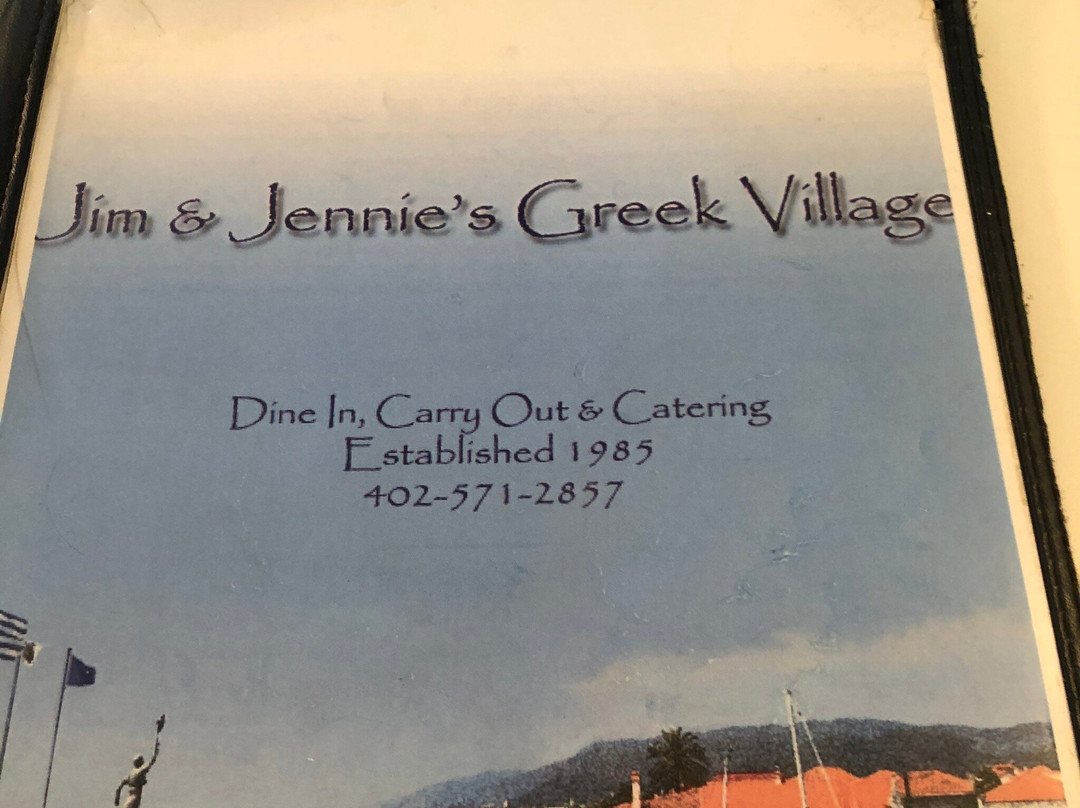 Jim & Jennie's Greek Village
Dine In, Carry Out & Catering
Established 1985
402-571-2857